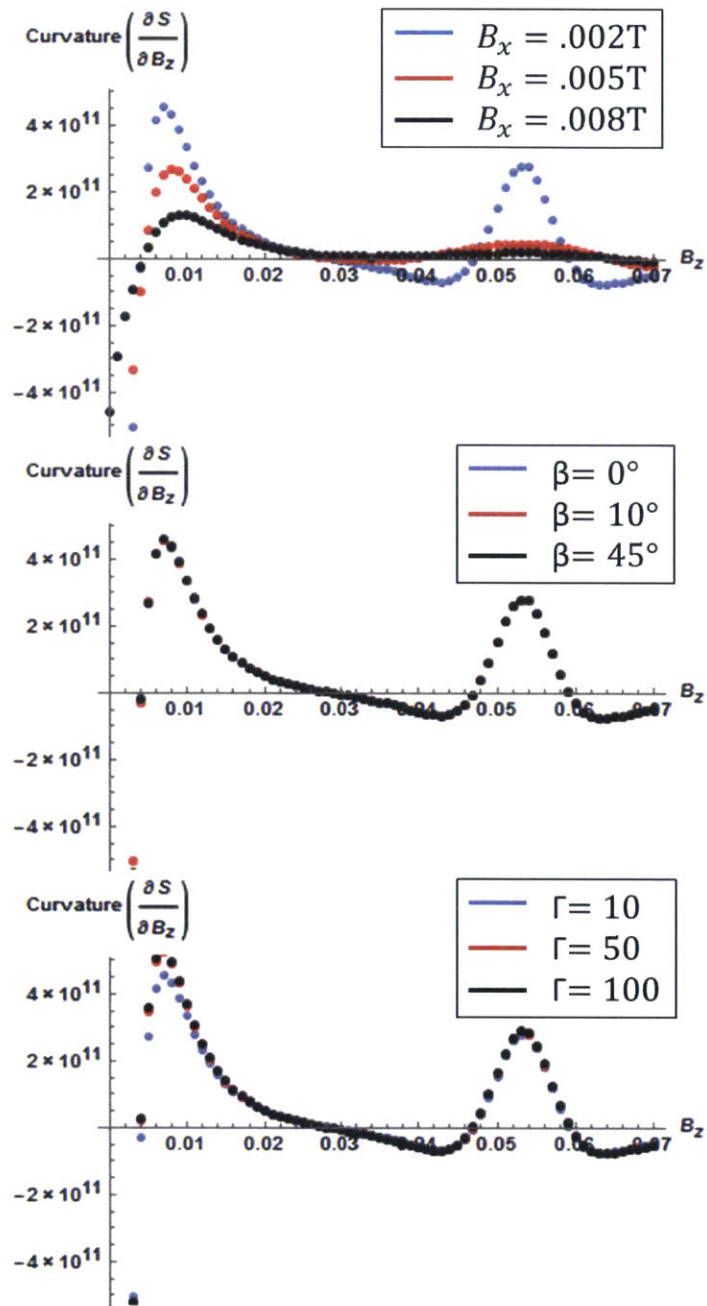 Curvature (∂S/∂B_z)
B_x = .002T
B_x = .005T
B_x = .008T
4 × 10^11
2 × 10^11
0.01 0.02 0.03 0.04 0.05 0.06 0.07 B_z
−2 × 10^11
−4 × 10^11
Curvature (∂S/∂B_z)
β= 0°
β= 10°
β= 45°
4 × 10^11
2 × 10^11
0.01 0.02 0.03 0.04 0.05 0.06 0.07 B_z
−2 × 10^11
−4 × 10^11
Curvature (∂S/∂B_z)
Γ= 10
Γ= 50
Γ= 100
4 × 10^11
2 × 10^11
0.01 0.02 0.03 0.04 0.05 0.06 0.07 B_z
−2 × 10^11
−4 × 10^11